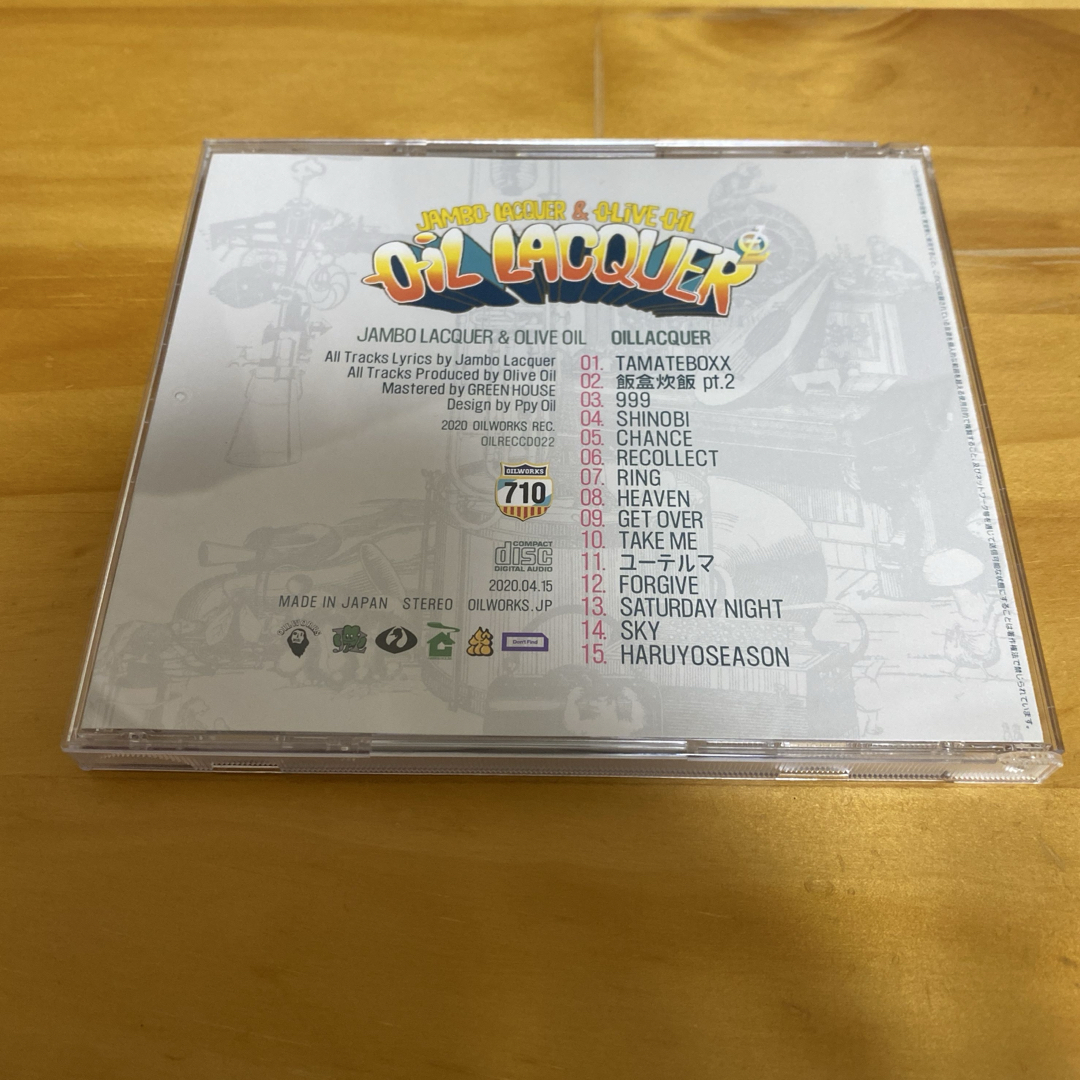 JAMBO LACQUER & OLIVE OIL
OIL LACQUER
JAMBO LACQUER & OLIVE OIL OILLACQUER
All Tracks Lyrics by Jambo Lacquer
All Tracks Produced by Olive Oil
Mastered by GREEN HOUSE
Design by Ppy Oil
2020 OILWORKS REC.
OILRECCD022
OILWORKS
710
COMPACT
disc
DIGITAL AUDIO
2020.04.15
MADE IN JAPAN STEREO OILWORKS.JP
Don't Find
01. TAMATEBOXX
02. 飯盒炊飯 pt.2
03. 999
04. SHINOBI
05. CHANCE
06. RECOLLECT
07. RING
08. HEAVEN
09. GET OVER
10. TAKE ME
11. ユーテルマ
12. FORGIVE
13. SATURDAY NIGHT
14. SKY
15. HARUYOSEASON